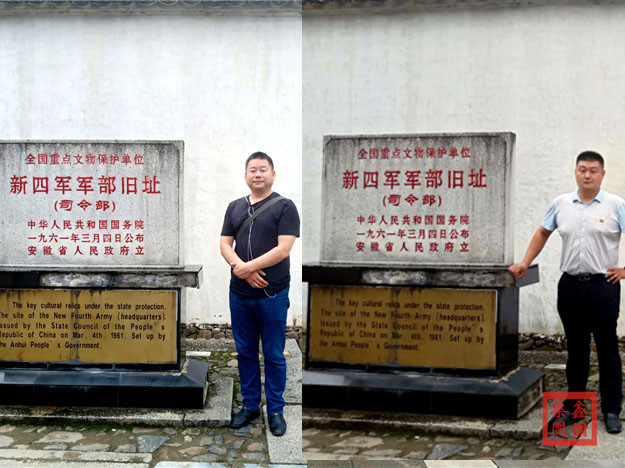 全国重点文物保护单位
新四军军部旧址
(司令部)
中华人民共和国国务院
一九六一年三月四日公布
安徽省人民政府立
The key cultural relics under the state protection.
The site of the New Fourth Army (headquarters).
Issued by the State Council of the People's
Republic of China on Mar. 4th. 1961. Set up by
the Anhui People's Government.
全国重点文物保护单位
新四军军部旧址
(司令部)
中华人民共和国国务院
一九六一年三月四日公布
安徽省人民政府立
The key cultural relics under the state protection.
The site of the New Fourth Army (headquarters).
Issued by the State Council of the People's
Republic of China on Mar. 4th. 1961. Set up by
the Anhui People's Government.